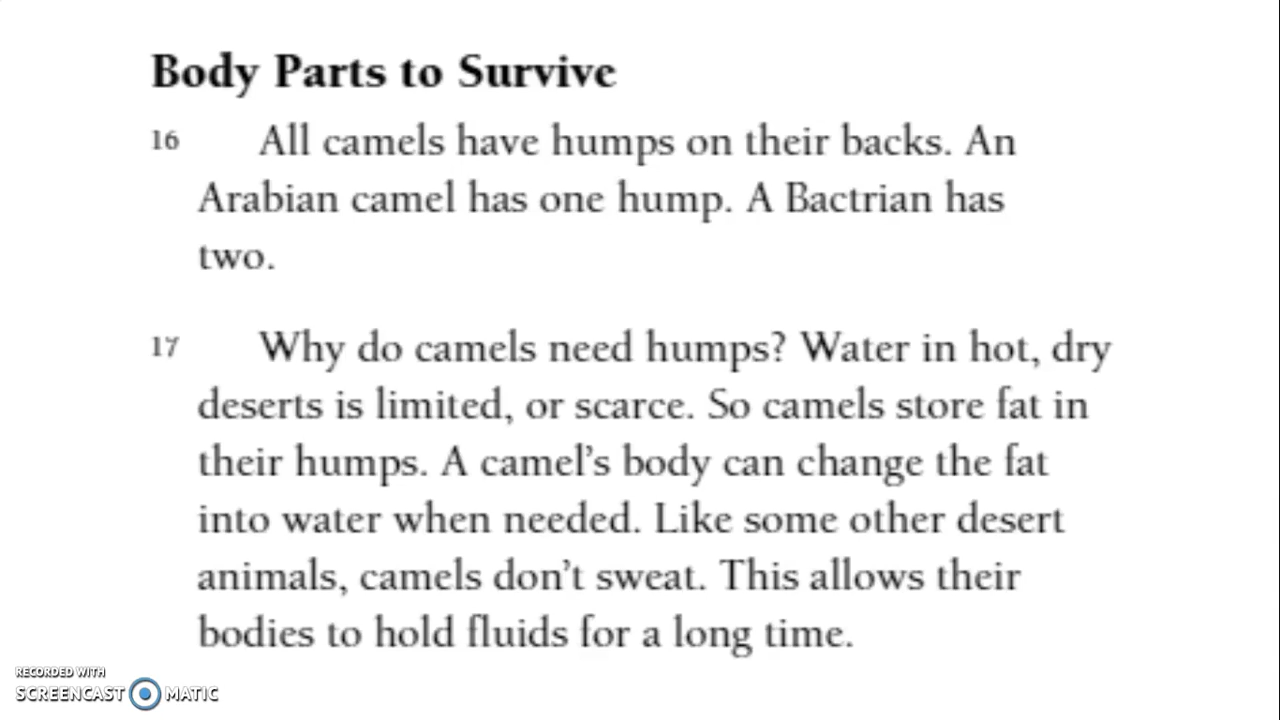 Body Parts to Survive
16 All camels have humps on their backs. An
Arabian camel has one hump. A Bactrian has
two.
17 Why do camels need humps? Water in hot, dry
deserts is limited, or scarce. So camels store fat in
their humps. A camel's body can change the fat
into water when needed. Like some other desert
animals, camels don't sweat. This allows their
bodies to hold fluids for a long time.
RECORDED WITH
SCREENCAST MATIC